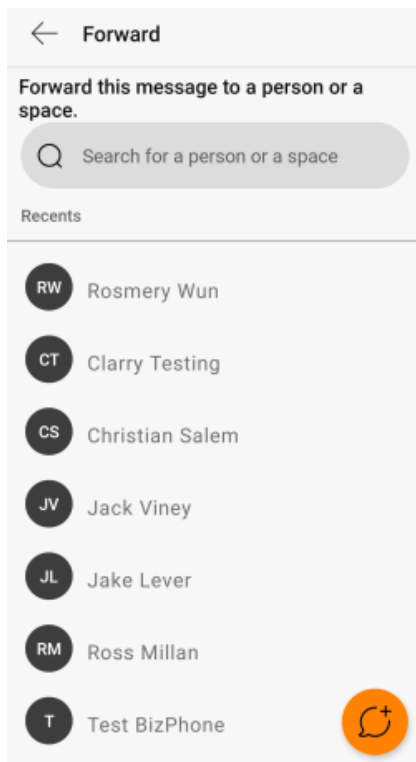 Forward
Forward this message to a person or a
space.
Search for a person or a space
Recents
RW Rosmery Wun
CT Clarry Testing
CS Christian Salem
JV Jack Viney
JL Jake Lever
RM Ross Millan
T Test BizPhone